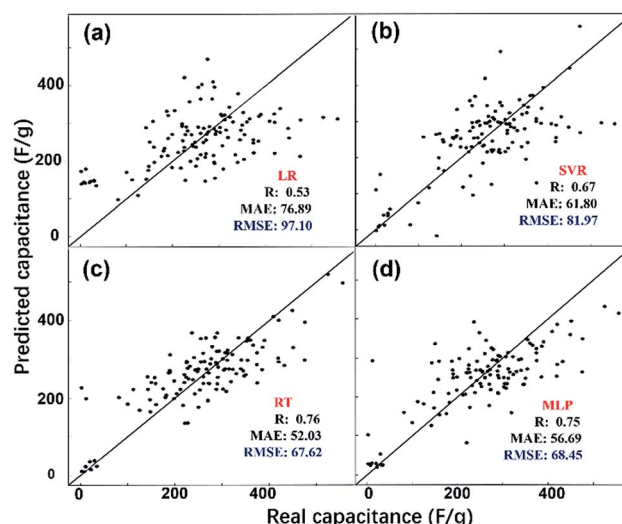 (a)
400
200
0
LR
R: 0.53
MAE: 76.89
RMSE: 97.10
(b)
SVR
R: 0.67
MAE: 61.80
RMSE: 81.97
(c)
400
200
0
RT
R: 0.76
MAE: 52.03
RMSE: 67.62
(d)
MLP
R: 0.75
MAE: 56.69
RMSE: 68.45
0 200 400 0 200 400
Predicted capacitance (F/g)
Real capacitance (F/g)